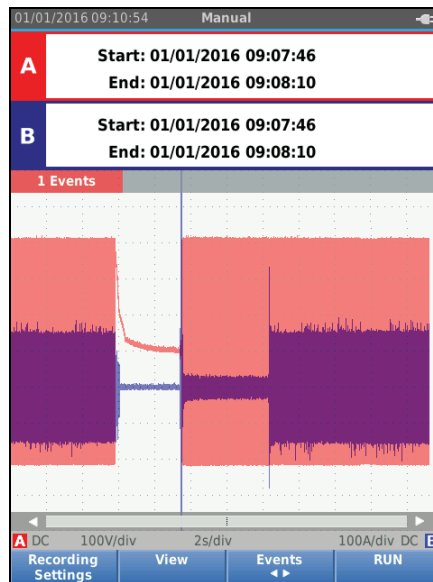 01/01/2016 09:10:54 Manual
A
Start: 01/01/2016 09:07:46
End: 01/01/2016 09:08:10
B
Start: 01/01/2016 09:07:46
End: 01/01/2016 09:08:10
1 Events
A DC 100V/div 2s/div 100A/div DC B
Recording Settings View Events RUN